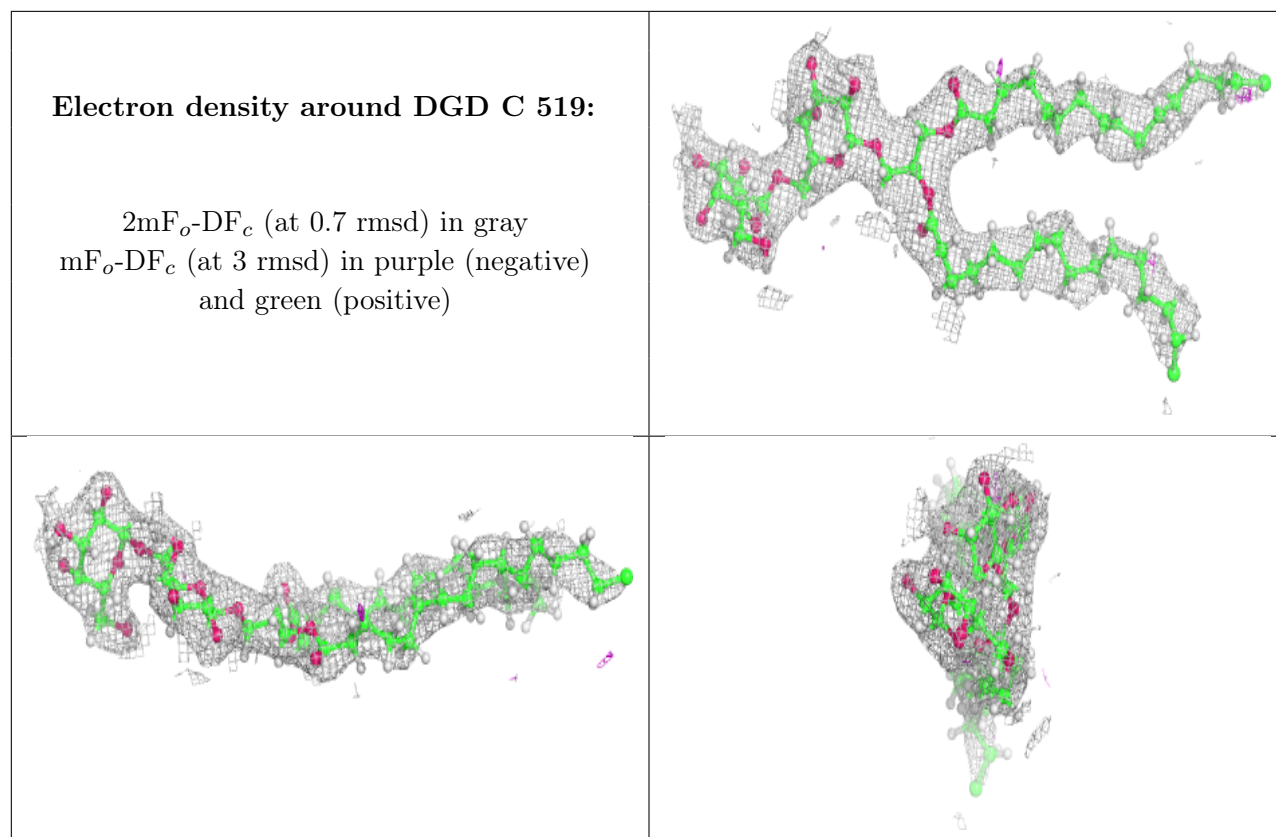 Electron density around DGD C 519:
2mFo-DFc (at 0.7 rmsd) in gray
mFo-DFc (at 3 rmsd) in purple (negative)
and green (positive)